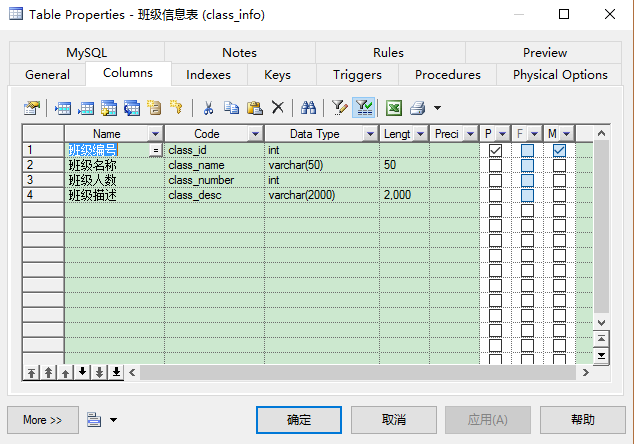 Table Properties - 班级信息表 (class_info)
MySQL Notes Rules Preview
General Columns Indexes Keys Triggers Procedures Physical Options
Name Code Data Type Lengt Preci P F M
1 班级编号 = class_id int
2 班级名称 class_name varchar(50) 50
3 班级人数 class_number int
4 班级描述 class_desc varchar(2000) 2,000
More >> 确定 取消 应用(A) 帮助